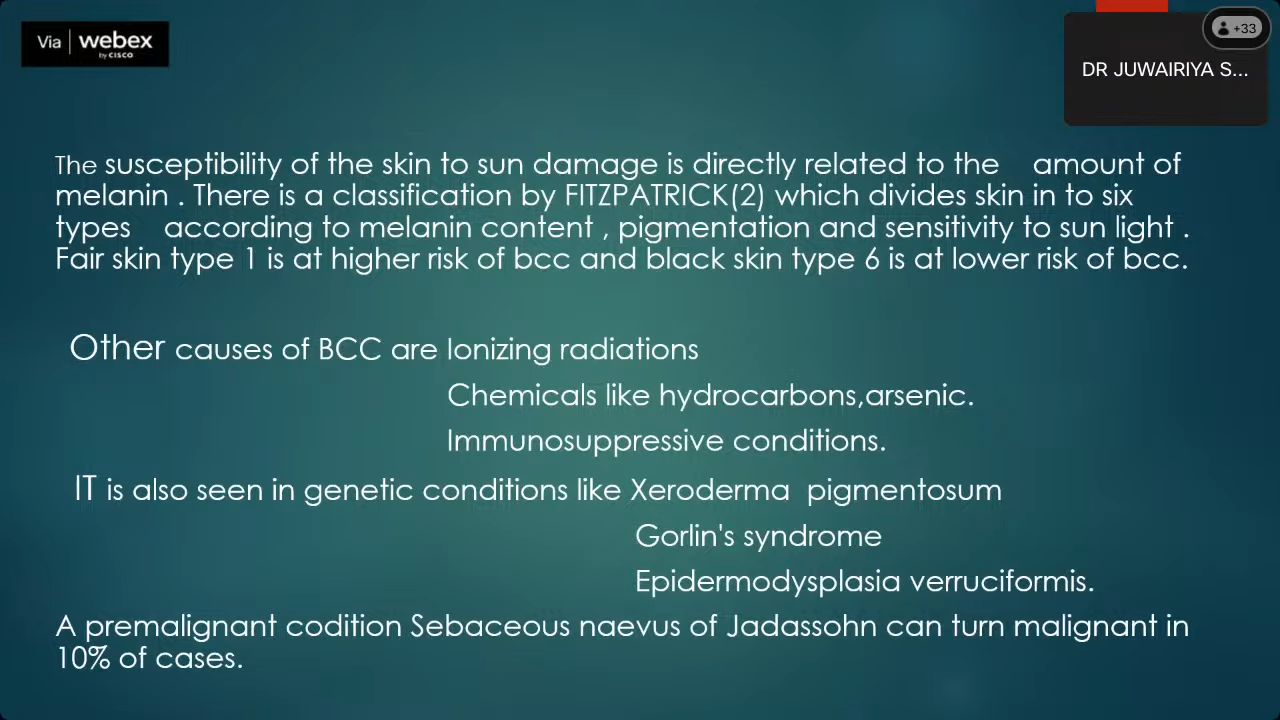 Via webex
by CISCO
+33
DR JUWAIRIYA S...
The susceptibility of the skin to sun damage is directly related to the amount of
melanin . There is a classification by FITZPATRICK(2) which divides skin in to six
types according to melanin content , pigmentation and sensitivity to sun light .
Fair skin type 1 is at higher risk of bcc and black skin type 6 is at lower risk of bcc.
Other causes of BCC are Ionizing radiations
Chemicals like hydrocarbons,arsenic.
Immunosuppressive conditions.
IT is also seen in genetic conditions like Xeroderma pigmentosum
Gorlin's syndrome
Epidermodysplasia verruciformis.
A premalignant codition Sebaceous naevus of Jadassohn can turn malignant in
10% of cases.